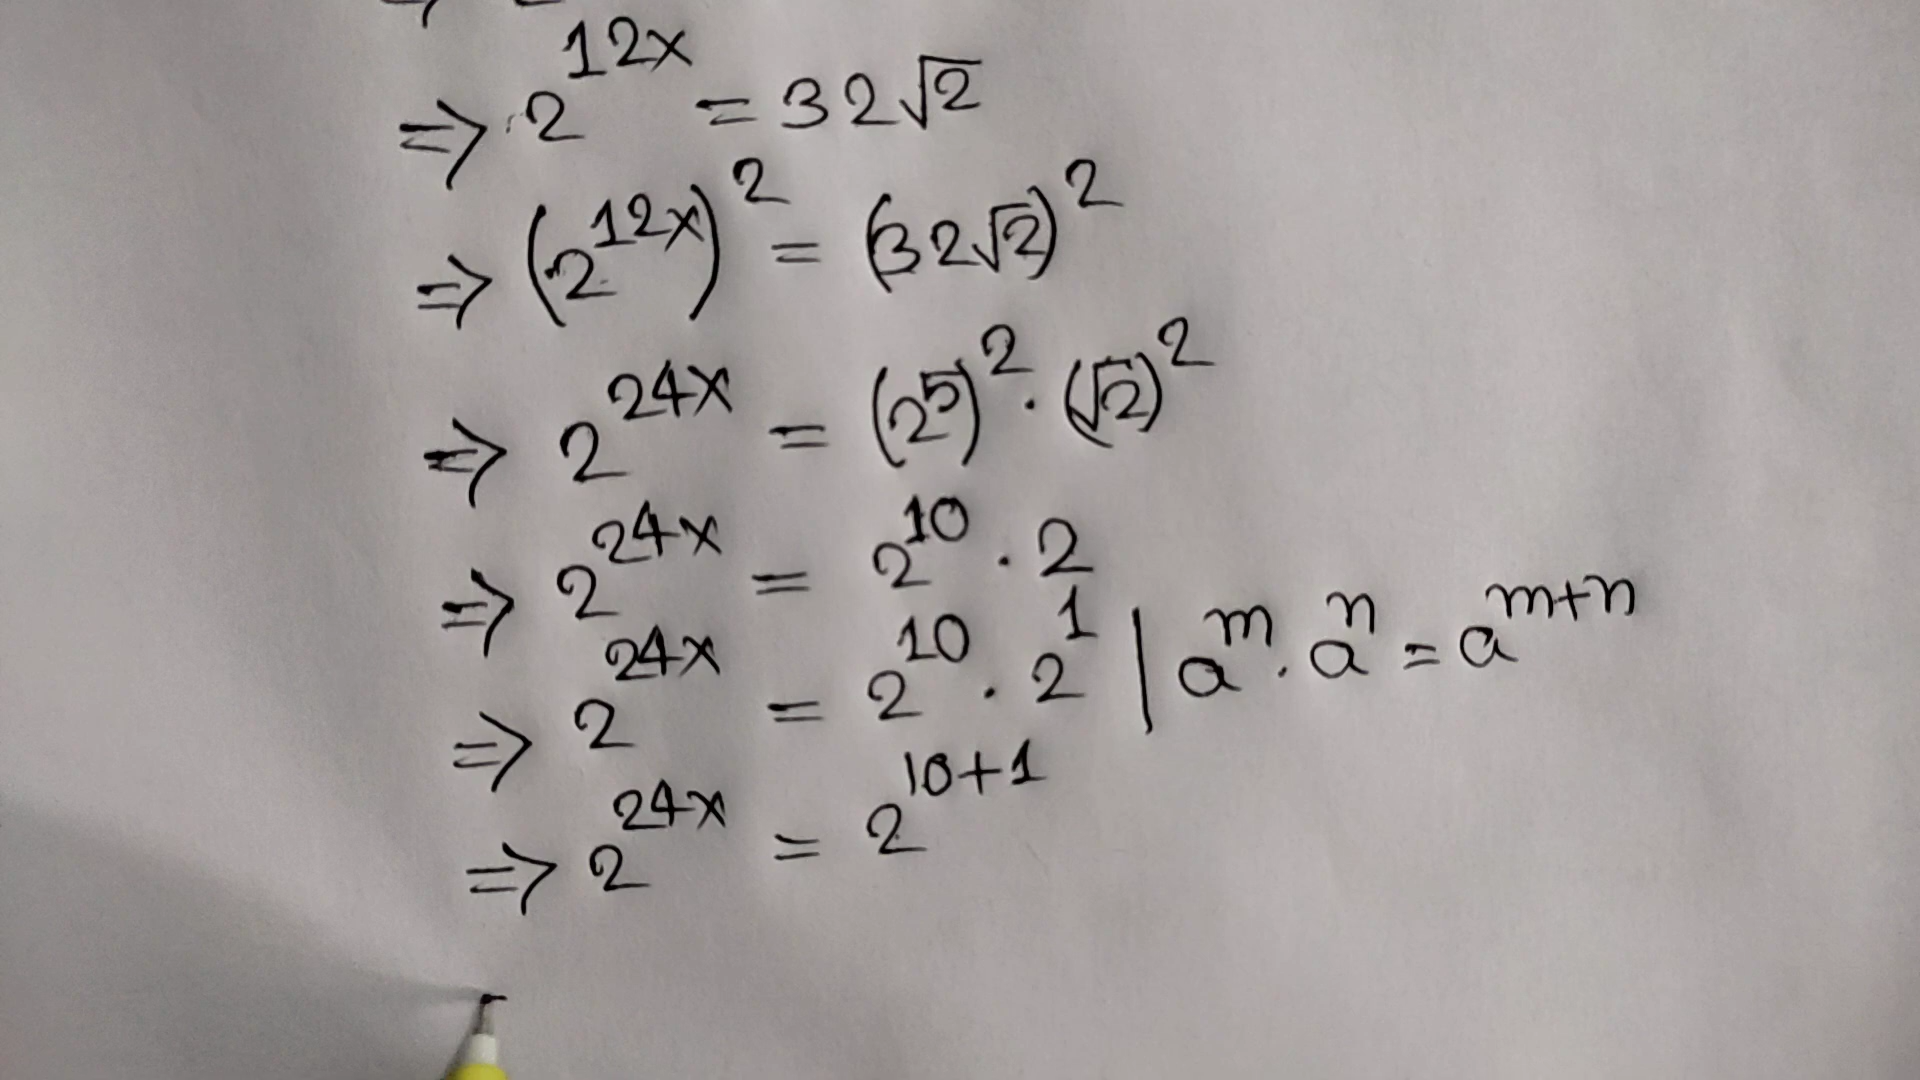 ⇒ 2^12x = 32√2
⇒ (2^12x)^2 = (32√2)^2
⇒ 2^24x = (2^5)^2 . (√2)^2
⇒ 2^24x = 2^10 . 2
⇒ 2^24x = 2^10 . 2^1 | a^m . a^n = a^m+n
⇒ 2^24x = 2^10+1